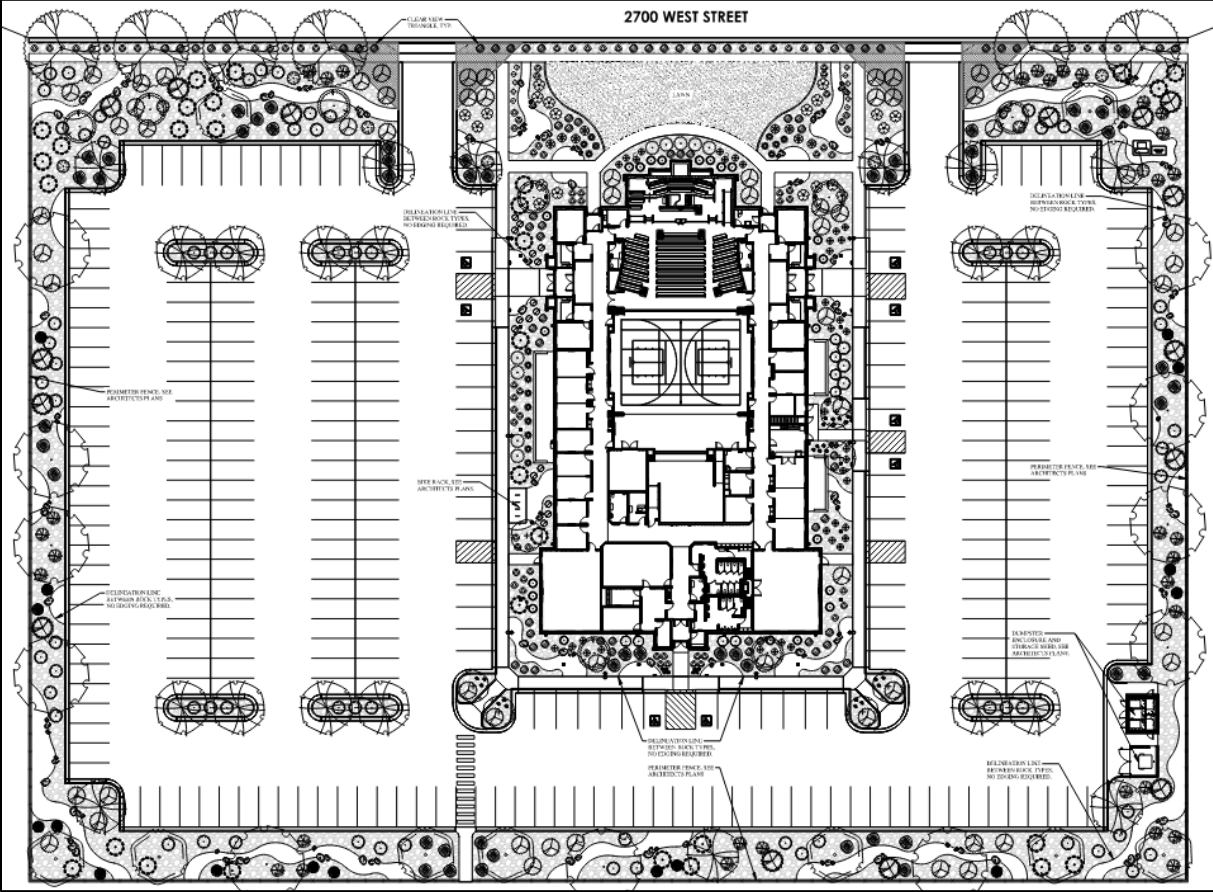 2700 WEST STREET
CLEAR VIEW
TRIANGLE, TYP.
LAWN
DELINEATION LINE
BETWEEN ROCK TYPES,
NO EDGING REQUIRED.
DELINEATION LINE
BETWEEN ROCK TYPES,
NO EDGING REQUIRED.
PERIMETER FENCE, SEE
ARCHITECTS PLANS
BIKE RACK, SEE
ARCHITECTS PLANS
PERIMETER FENCE, SEE
ARCHITECTS PLANS
DELINEATION LINE
BETWEEN ROCK TYPES,
NO EDGING REQUIRED.
DUMPSTER
ENCLOSURE AND
STORAGE SHED, SEE
ARCHITECTS PLANS.
DELINEATION LINE
BETWEEN ROCK TYPES,
NO EDGING REQUIRED.
PERIMETER FENCE, SEE
ARCHITECTS PLANS
DELINEATION LINE
BETWEEN ROCK TYPES,
NO EDGING REQUIRED.